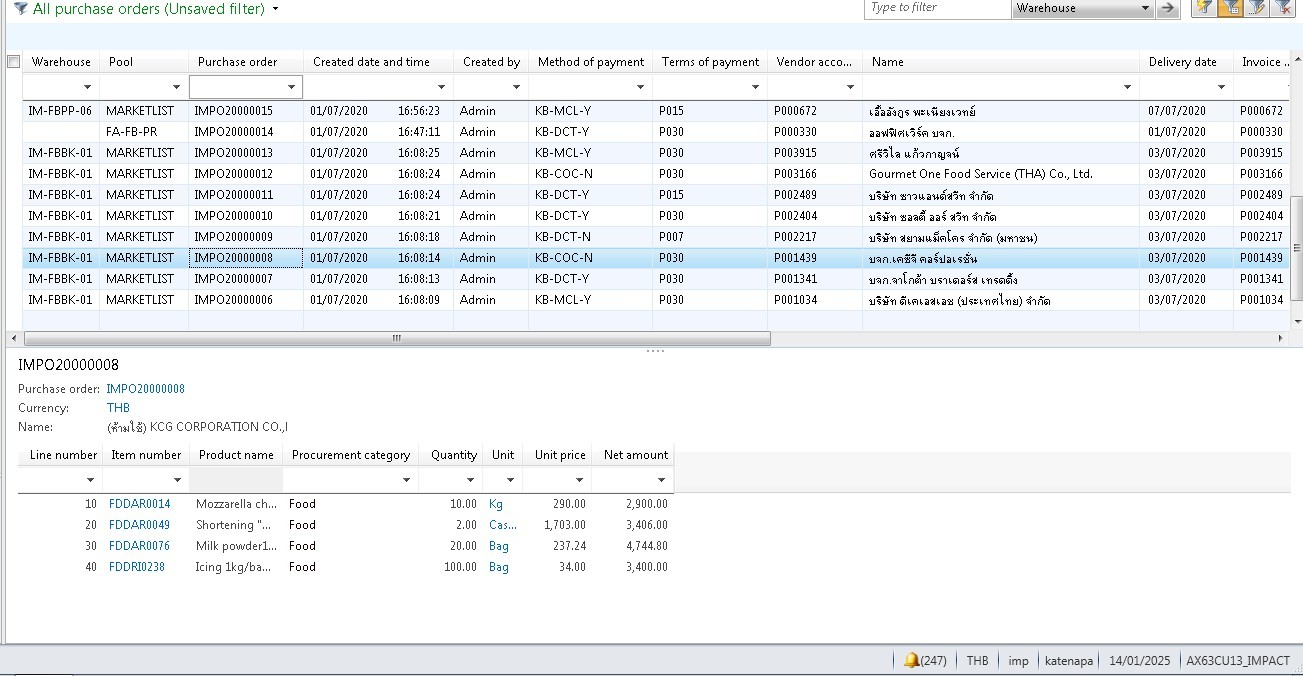 All purchase orders (Unsaved filter)
Type to filter Warehouse
Warehouse Pool Purchase order Created date and time Created by Method of payment Terms of payment Vendor acco... Name Delivery date Invoice ..
IM-FBPP-06 MARKETLIST IMPO20000015 01/07/2020 16:56:23 Admin KB-MCL-Y P015 P000672 เอื้ออังกูร พะเนียงเวทย์ 07/07/2020 P000672
FA-FB-PR IMPO20000014 01/07/2020 16:47:11 Admin KB-DCT-Y P030 P000330 ออฟฟิศเวิร์ค บจก. 01/07/2020 P000330
IM-FBBK-01 MARKETLIST IMPO20000013 01/07/2020 16:08:25 Admin KB-MCL-Y P030 P003915 ศรีวิไล แก้วกาญจน์ 03/07/2020 P003915
IM-FBBK-01 MARKETLIST IMPO20000012 01/07/2020 16:08:24 Admin KB-COC-N P030 P003166 Gourmet One Food Service (THA) Co., Ltd. 03/07/2020 P003166
IM-FBBK-01 MARKETLIST IMPO20000011 01/07/2020 16:08:24 Admin KB-DCT-Y P015 P002489 บริษัท ซาวแอนด์สวีท จำกัด 03/07/2020 P002489
IM-FBBK-01 MARKETLIST IMPO20000010 01/07/2020 16:08:21 Admin KB-DCT-Y P030 P002404 บริษัท ซอลตี้ ออร์ สวีท จำกัด 03/07/2020 P002404
IM-FBBK-01 MARKETLIST IMPO20000009 01/07/2020 16:08:18 Admin KB-DCT-N P007 P002217 บริษัท สยามแม็คโคร จำกัด (มหาชน) 03/07/2020 P002217
IM-FBBK-01 MARKETLIST IMPO20000008 01/07/2020 16:08:14 Admin KB-COC-N P030 P001439 บจก.เคซีจี คอร์ปอเรชั่น 03/07/2020 P001439
IM-FBBK-01 MARKETLIST IMPO20000007 01/07/2020 16:08:13 Admin KB-DCT-Y P030 P001341 บจก.จาโกต้า บราเดอร์ส เทรดดิ้ง 03/07/2020 P001341
IM-FBBK-01 MARKETLIST IMPO20000006 01/07/2020 16:08:09 Admin KB-MCL-Y P030 P001034 บริษัท ดีเคเอสเอช (ประเทศไทย) จำกัด 03/07/2020 P001034
IMPO20000008
Purchase order: IMPO20000008
Currency: THB
Name: (ห้ามใช้) KCG CORPORATION CO.,l
Line number Item number Product name Procurement category Quantity Unit Unit price Net amount
10 FDDAR0014 Mozzarella ch... Food 10.00 Kg 290.00 2,900.00
20 FDDAR0049 Shortening "... Food 2.00 Cas... 1,703.00 3,406.00
30 FDDAR0076 Milk powder1... Food 20.00 Bag 237.24 4,744.80
40 FDDRI0238 Icing 1kg/ba... Food 100.00 Bag 34.00 3,400.00
(247) THB imp katenapa 14/01/2025 AX63CU13_IMPACT